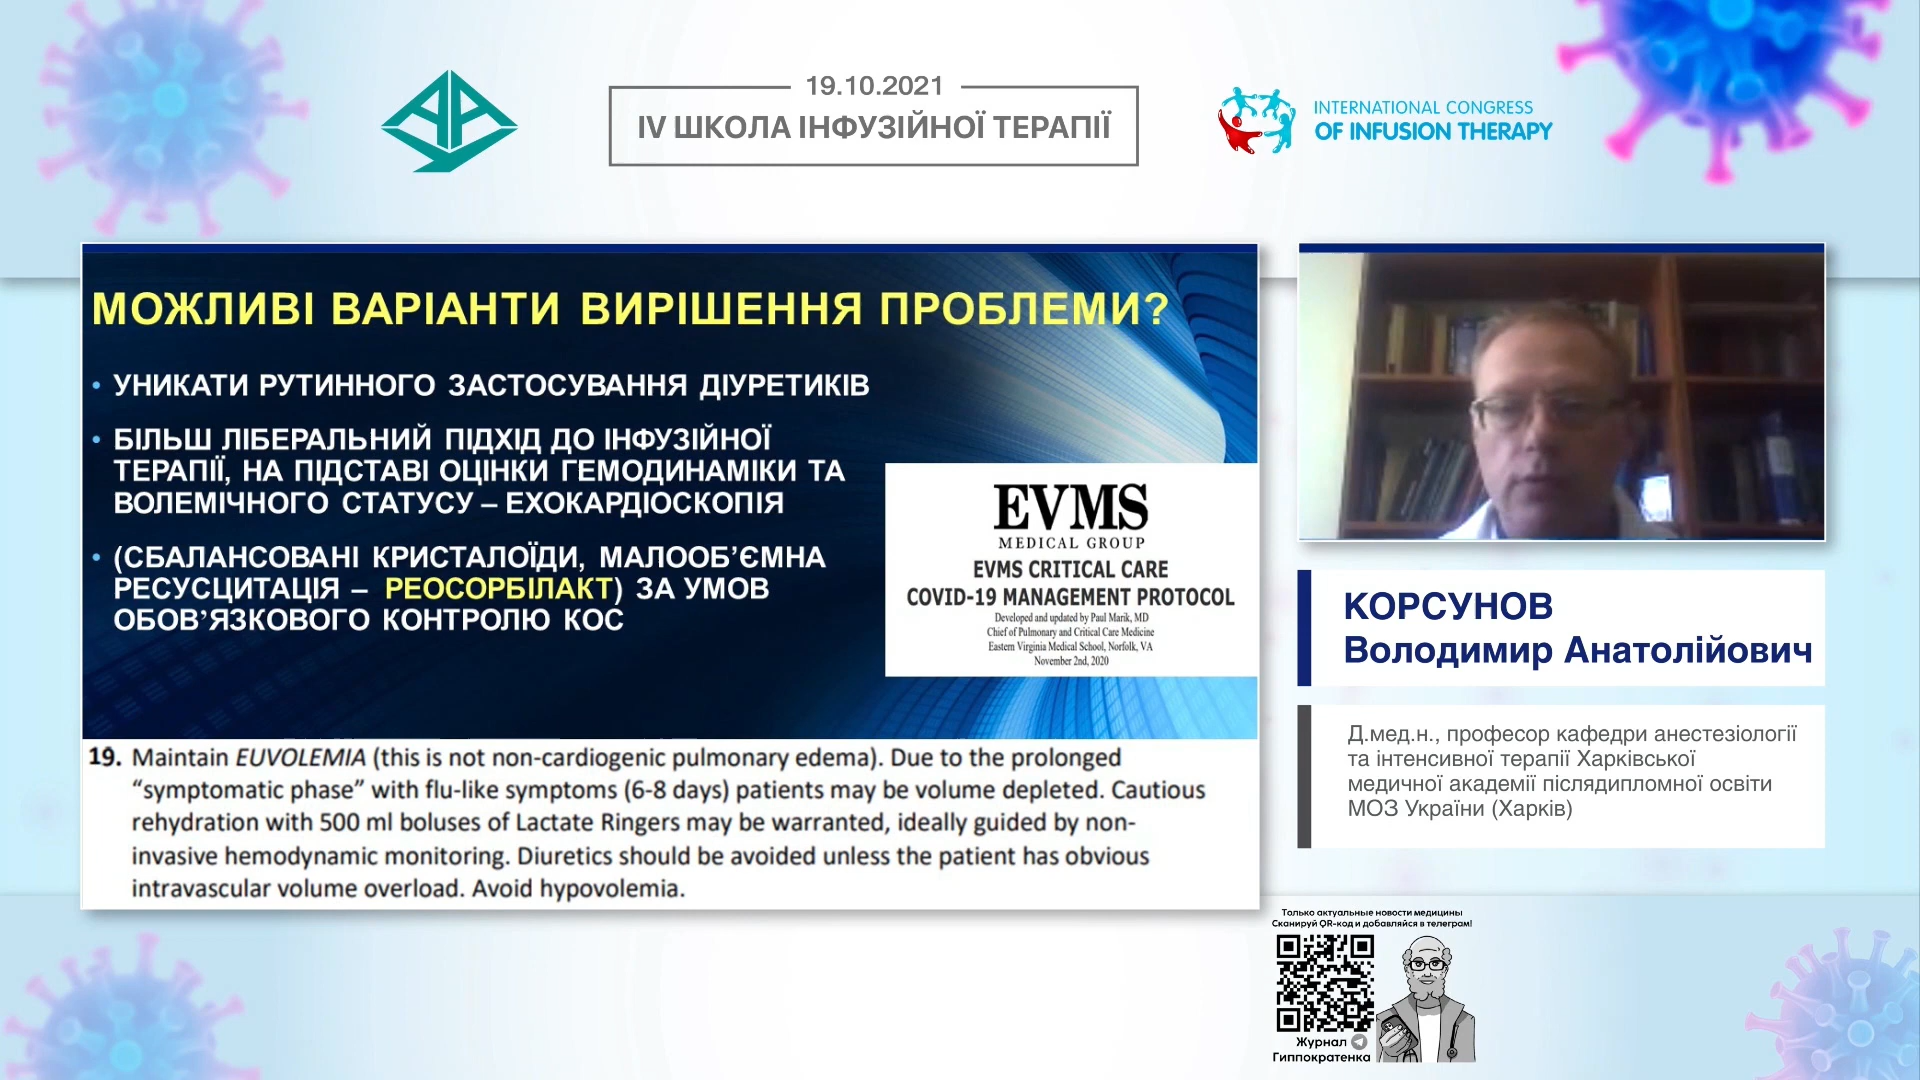 19.10.2021
IV ШКОЛА ІНФУЗІЙНОЇ ТЕРАПІЇ
INTERNATIONAL CONGRESS
OF INFUSION THERAPY
МОЖЛИВІ ВАРІАНТИ ВИРІШЕННЯ ПРОБЛЕМИ?
• УНИКАТИ РУТИННОГО ЗАСТОСУВАННЯ ДІУРЕТИКІВ
• БІЛЬШ ЛІБЕРАЛЬНИЙ ПІДХІД ДО ІНФУЗІЙНОЇ
ТЕРАПІЇ, НА ПІДСТАВІ ОЦІНКИ ГЕМОДИНАМІКИ ТА
ВОЛЕМІЧНОГО СТАТУСУ – ЕХОКАРДІОСКОПІЯ
• (СБАЛАНСОВАНІ КРИСТАЛОЇДИ, МАЛООБ’ЄМНА
РЕСУСЦИТАЦІЯ – РЕОСОРБІЛАКТ) ЗА УМОВ
ОБОВ’ЯЗКОВОГО КОНТРОЛЮ КОС
EVMS
MEDICAL GROUP
EVMS CRITICAL CARE
COVID-19 MANAGEMENT PROTOCOL
Developed and updated by Paul Marik, MD
Chief of Pulmonary and Critical Care Medicine
Eastern Virginia Medical School, Norfolk, VA
November 2nd, 2020
19. Maintain EUVOLEMIA (this is not non-cardiogenic pulmonary edema). Due to the prolonged
“symptomatic phase” with flu-like symptoms (6-8 days) patients may be volume depleted. Cautious
rehydration with 500 ml boluses of Lactate Ringers may be warranted, ideally guided by non-
invasive hemodynamic monitoring. Diuretics should be avoided unless the patient has obvious
intravascular volume overload. Avoid hypovolemia.
КОРСУНОВ
Володимир Анатолійович
Д.мед.н., професор кафедри анестезіології
та інтенсивної терапії Харківської
медичної академії післядипломної освіти
МОЗ України (Харків)
Только актуальные новости медицины
Сканируй QR-код и добавляйся в телеграм!
Журнал
Гиппократенка